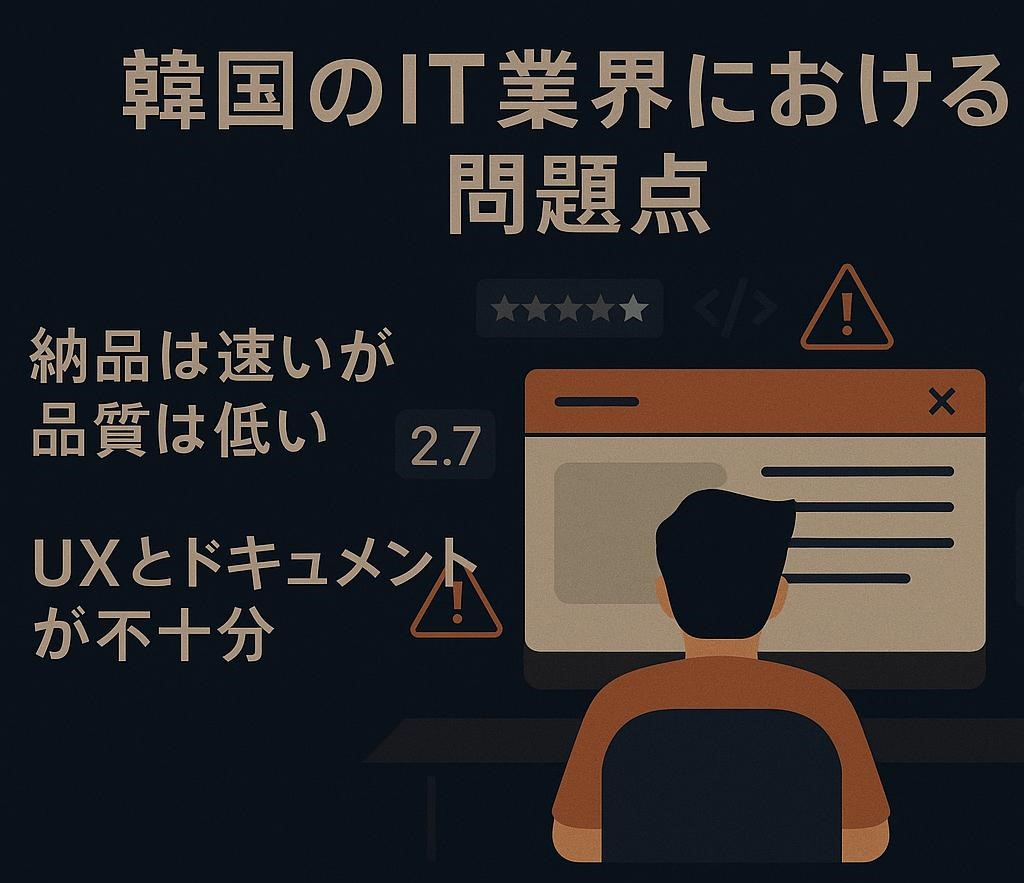 韓国のIT業界における
問題点
納品は速いが
品質は低い
2.7
UXとドキュメント
が不十分